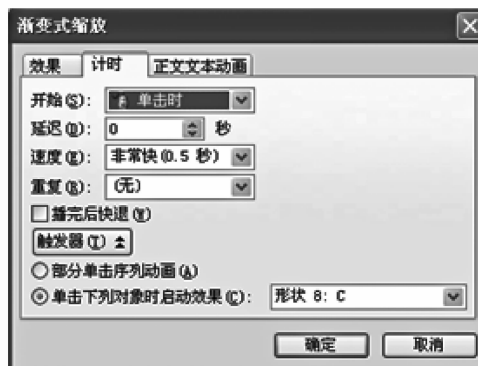 渐变式缩放
效果 计时 正文文本动画
开始(S): 单击时
延迟(D): 0 秒
速度(E): 非常快(0.5 秒)
重复(R): (无)
播完后快退(W)
触发器(T)
部分单击序列动画(A)
单击下列对象时启动效果(C): 形状 8: C
确定 取消